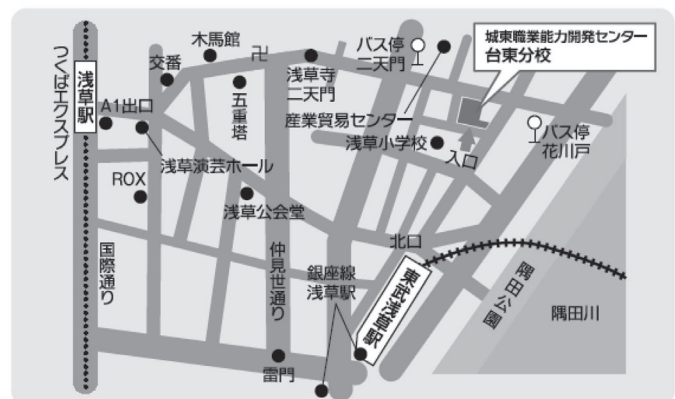 城東職業能力開発センター
台東分校
木馬館
卍
バス停
二天門
交番
浅草寺
二天門
つくばエクスプレス
浅草駅
A1出口
五重塔
産業貿易センター
浅草小学校
入口
バス停
花川戸
浅草演芸ホール
ROX
浅草公会堂
北口
国際通り
仲見世通り
銀座線
浅草駅
東武浅草駅
隅田公園
隅田川
雷門